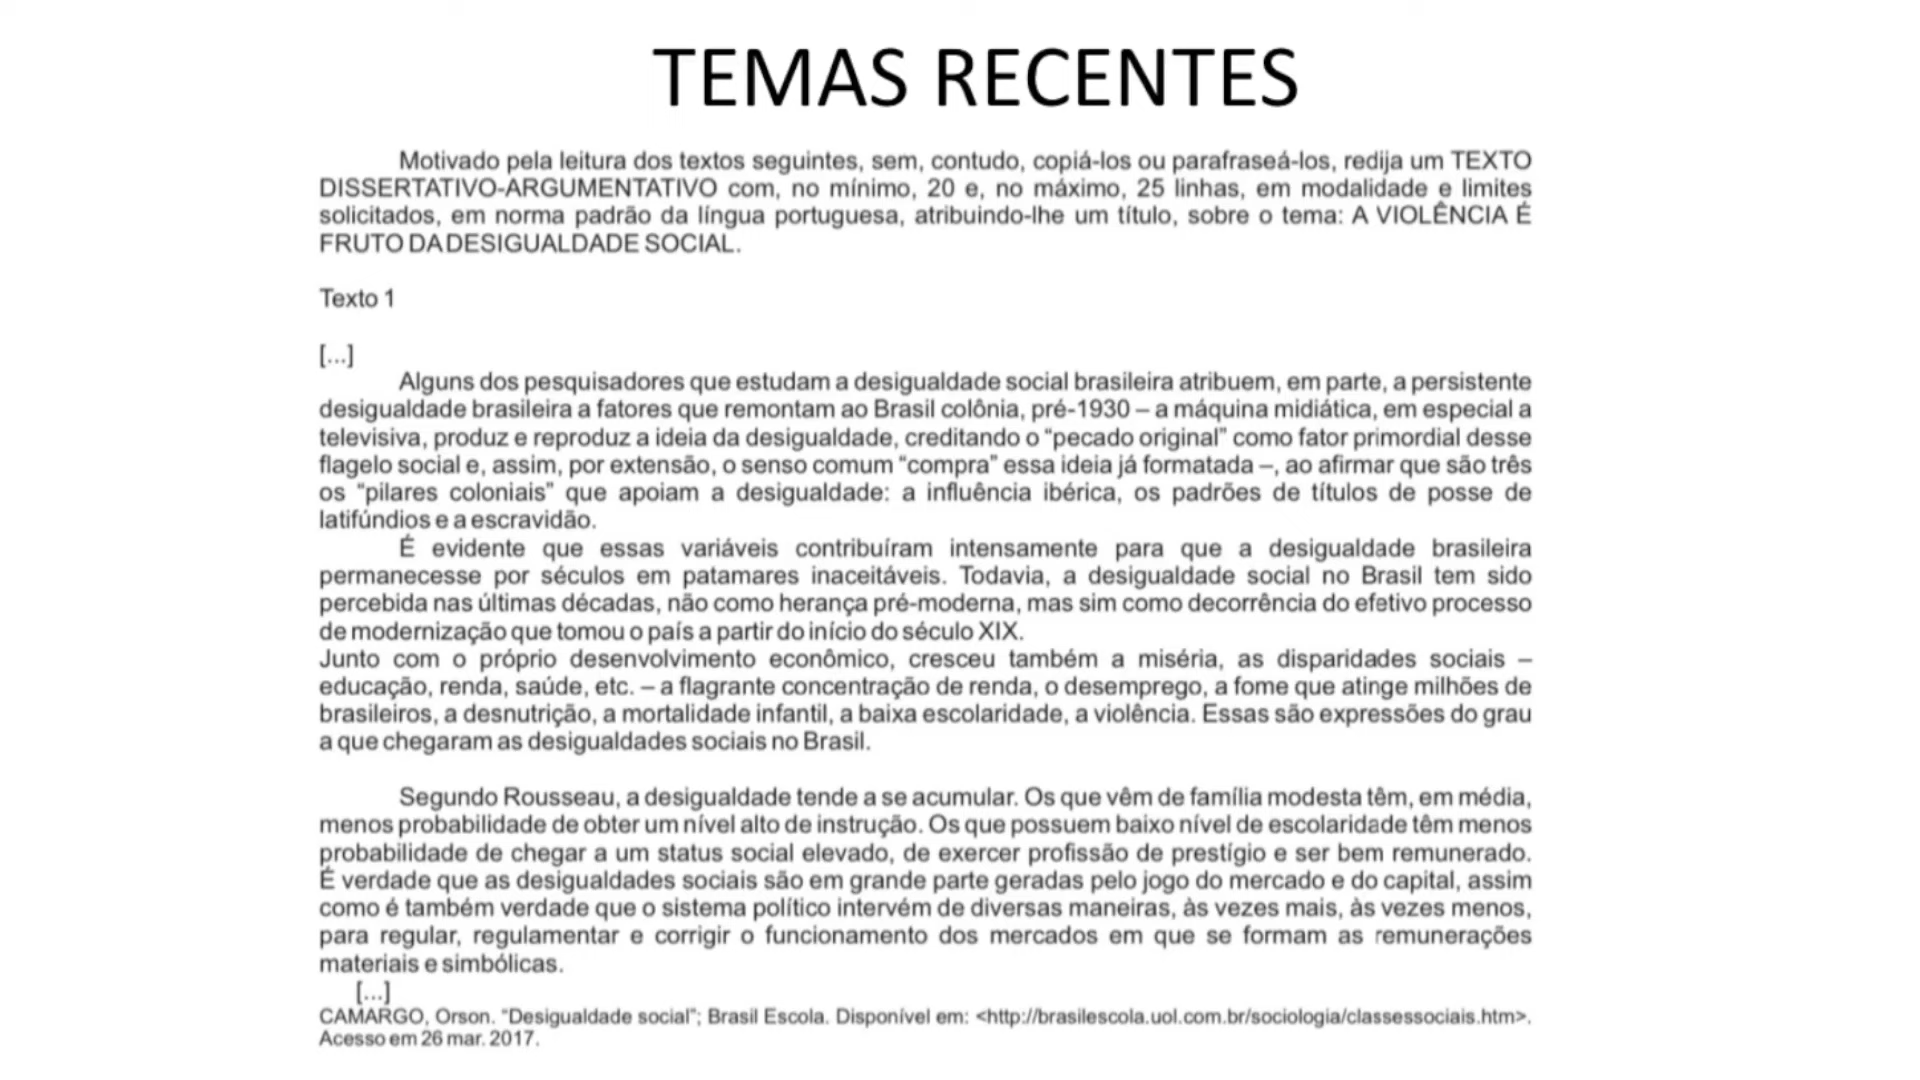 TEMAS RECENTES
Motivado pela leitura dos textos seguintes, sem, contudo, copiá-los ou parafraseá-los, redija um TEXTO
DISSERTATIVO-ARGUMENTATIVO com, no mínimo, 20 e, no máximo, 25 linhas, em modalidade e limites
solicitados, em norma padrão da língua portuguesa, atribuindo-lhe um título, sobre o tema: A VIOLÊNCIA É
FRUTO DA DESIGUALDADE SOCIAL.
Texto 1
[...]
Alguns dos pesquisadores que estudam a desigualdade social brasileira atribuem, em parte, a persistente
desigualdade brasileira a fatores que remontam ao Brasil colônia, pré-1930 – a máquina midiática, em especial a
televisiva, produz e reproduz a ideia da desigualdade, creditando o “pecado original” como fator primordial desse
flagelo social e, assim, por extensão, o senso comum “compra” essa ideia já formatada –, ao afirmar que são três
os “pilares coloniais” que apoiam a desigualdade: a influência ibérica, os padrões de títulos de posse de
latifúndios e a escravidão.
É evidente que essas variáveis contribuíram intensamente para que a desigualdade brasileira
permanecesse por séculos em patamares inaceitáveis. Todavia, a desigualdade social no Brasil tem sido
percebida nas últimas décadas, não como herança pré-moderna, mas sim como decorrência do efetivo processo
de modernização que tomou o país a partir do início do século XIX.
Junto com o próprio desenvolvimento econômico, cresceu também a miséria, as disparidades sociais –
educação, renda, saúde, etc. – a flagrante concentração de renda, o desemprego, a fome que atinge milhões de
brasileiros, a desnutrição, a mortalidade infantil, a baixa escolaridade, a violência. Essas são expressões do grau
a que chegaram as desigualdades sociais no Brasil.
Segundo Rousseau, a desigualdade tende a se acumular. Os que vêm de família modesta têm, em média,
menos probabilidade de obter um nível alto de instrução. Os que possuem baixo nível de escolaridade têm menos
probabilidade de chegar a um status social elevado, de exercer profissão de prestígio e ser bem remunerado.
É verdade que as desigualdades sociais são em grande parte geradas pelo jogo do mercado e do capital, assim
como é também verdade que o sistema político intervém de diversas maneiras, às vezes mais, às vezes menos,
para regular, regulamentar e corrigir o funcionamento dos mercados em que se formam as remunerações
materiais e simbólicas.
[...]
CAMARGO, Orson. “Desigualdade social”; Brasil Escola. Disponível em: <http://brasilescola.uol.com.br/sociologia/classessociais.htm>.
Acesso em 26 mar. 2017.